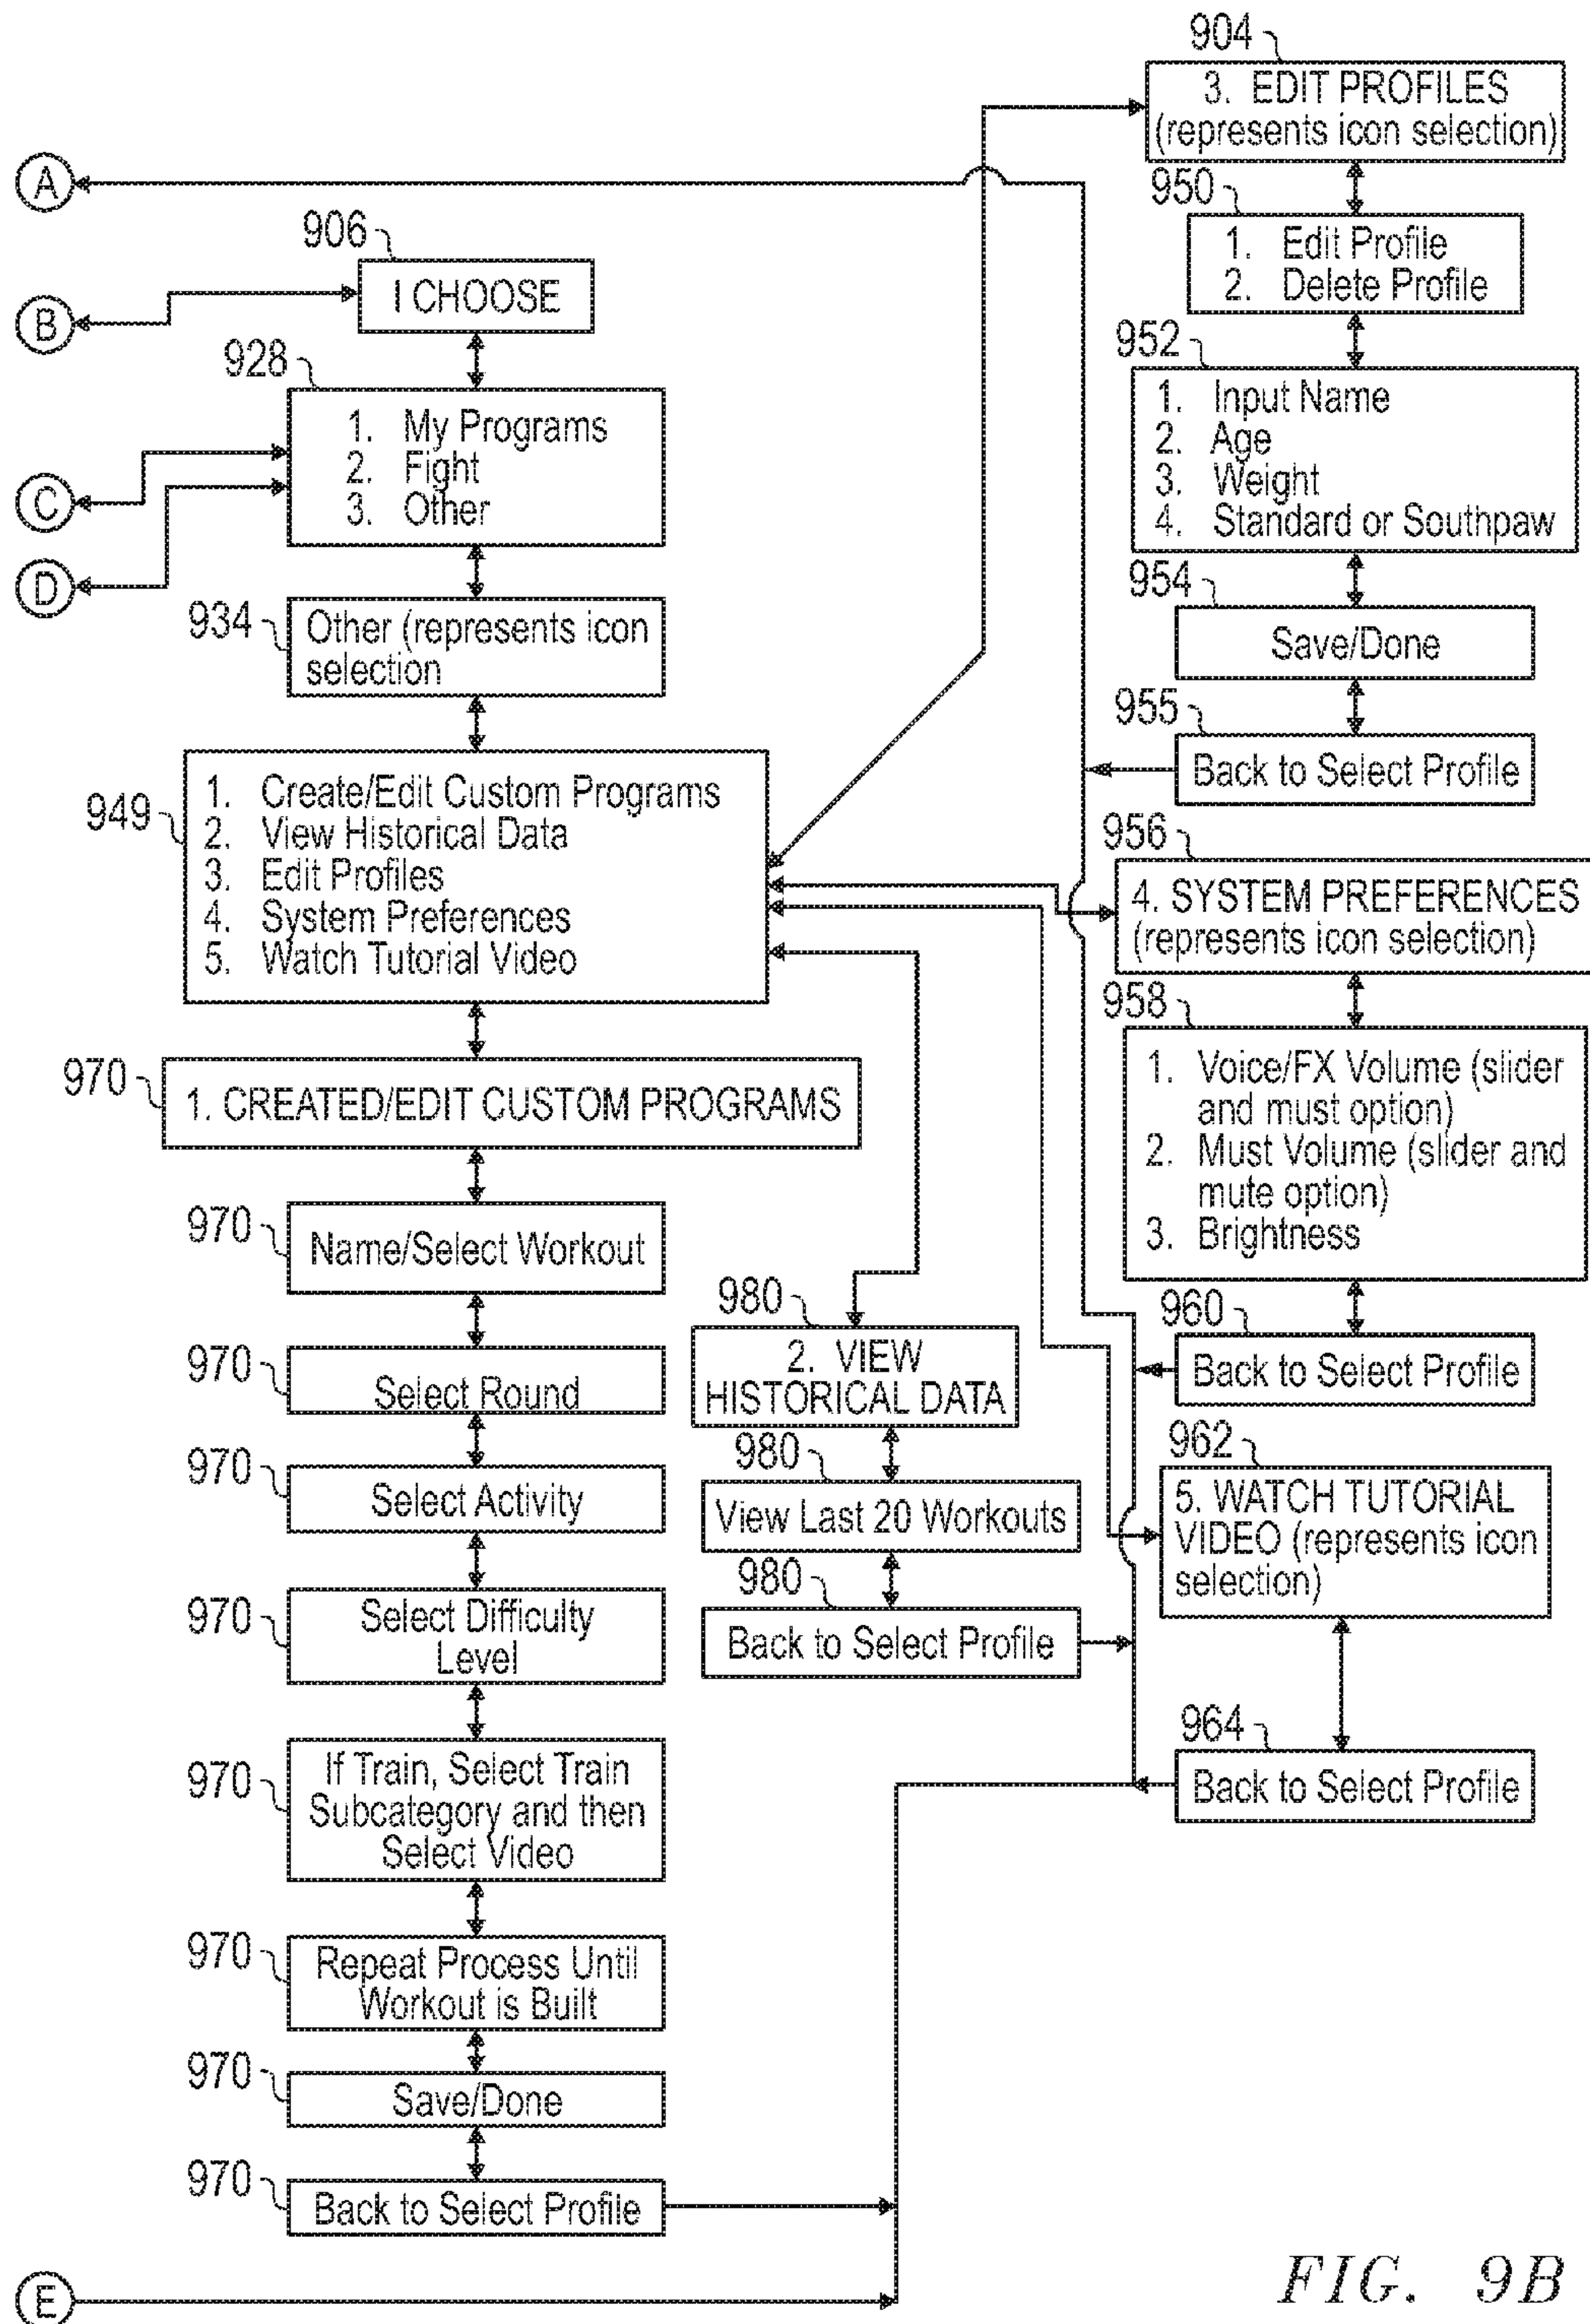 904
3. EDIT PROFILES
(represents icon selection)
A
950
1. Edit Profile
2. Delete Profile
906
I CHOOSE
B
952
1. Input Name
2. Age
3. Weight
4. Standard or Southpaw
928
1. My Programs
2. Fight
3. Other
C
D
954
Save/Done
934
Other (represents icon
selection
955
Back to Select Profile
949
1. Create/Edit Custom Programs
2. View Historical Data
3. Edit Profiles
4. System Preferences
5. Watch Tutorial Video
956
4. SYSTEM PREFERENCES
(represents icon selection)
958
1. Voice/FX Volume (slider
and must option)
2. Must Volume (slider and
mute option)
3. Brightness
970
1. CREATED/EDIT CUSTOM PROGRAMS
970
Name/Select Workout
970
Select Round
970
Select Activity
970
Select Difficulty
Level
970
If Train, Select Train
Subcategory and then
Select Video
970
Repeat Process Until
Workout is Built
970
Save/Done
970
Back to Select Profile
980
2. VIEW
HISTORICAL DATA
980
View Last 20 Workouts
980
Back to Select Profile
960
Back to Select Profile
962
5. WATCH TUTORIAL
VIDEO (represents icon
selection)
964
Back to Select Profile
E
FIG. 9B